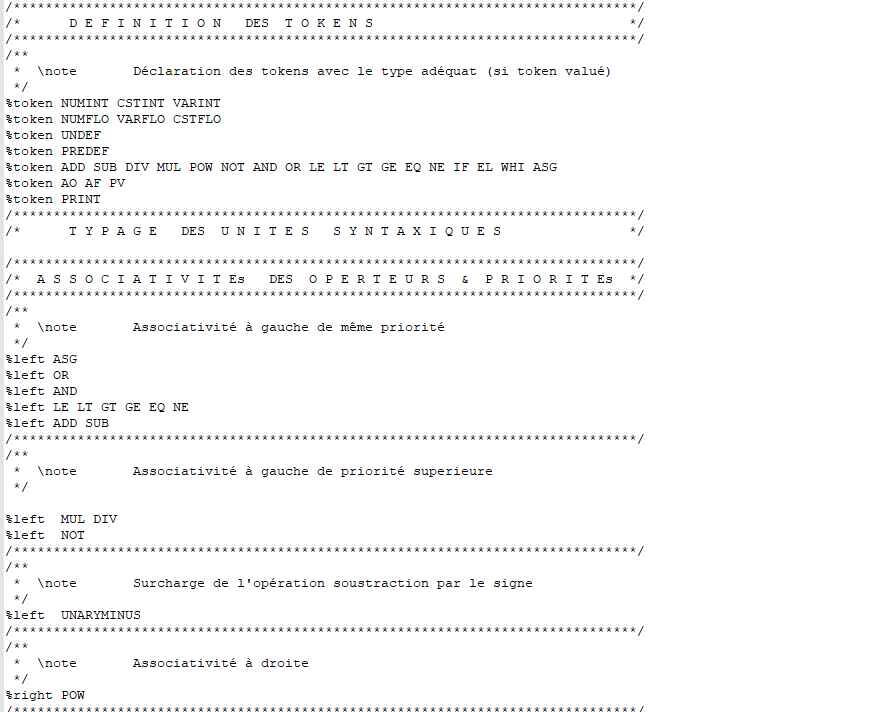 /******************************************************************************/
/*      D E F I N I T I O N   DES  T O K E N S                                */
/******************************************************************************/
/**
 *  \note       Déclaration des tokens avec le type adéquat (si token valué)
 */
%token NUMINT CSTINT VARINT
%token NUMFLO VARFLO CSTFLO
%token UNDEF
%token PREDEF
%token ADD SUB DIV MUL POW NOT AND OR LE LT GT GE EQ NE IF EL WHI ASG
%token AO AF PV
%token PRINT
/******************************************************************************/
/*      T Y P A G E   DES  U N I T E S   S Y N T A X I Q U E S                */

/******************************************************************************/
/*  A S S O C I A T I V I T Es   DES  O P E R T E U R S  &  P R I O R I T Es  */
/******************************************************************************/
/**
 *  \note       Associativité à gauche de même priorité
 */
%left ASG
%left OR
%left AND
%left LE LT GT GE EQ NE
%left ADD SUB
/******************************************************************************/
/**
 *  \note       Associativité à gauche de priorité superieure
 */

%left  MUL DIV
%left  NOT
/******************************************************************************/
/**
 *  \note       Surcharge de l'opération soustraction par le signe
 */
%left  UNARYMINUS
/******************************************************************************/
/**
 *  \note       Associativité à droite
 */
%right POW
/******************************************************************************/